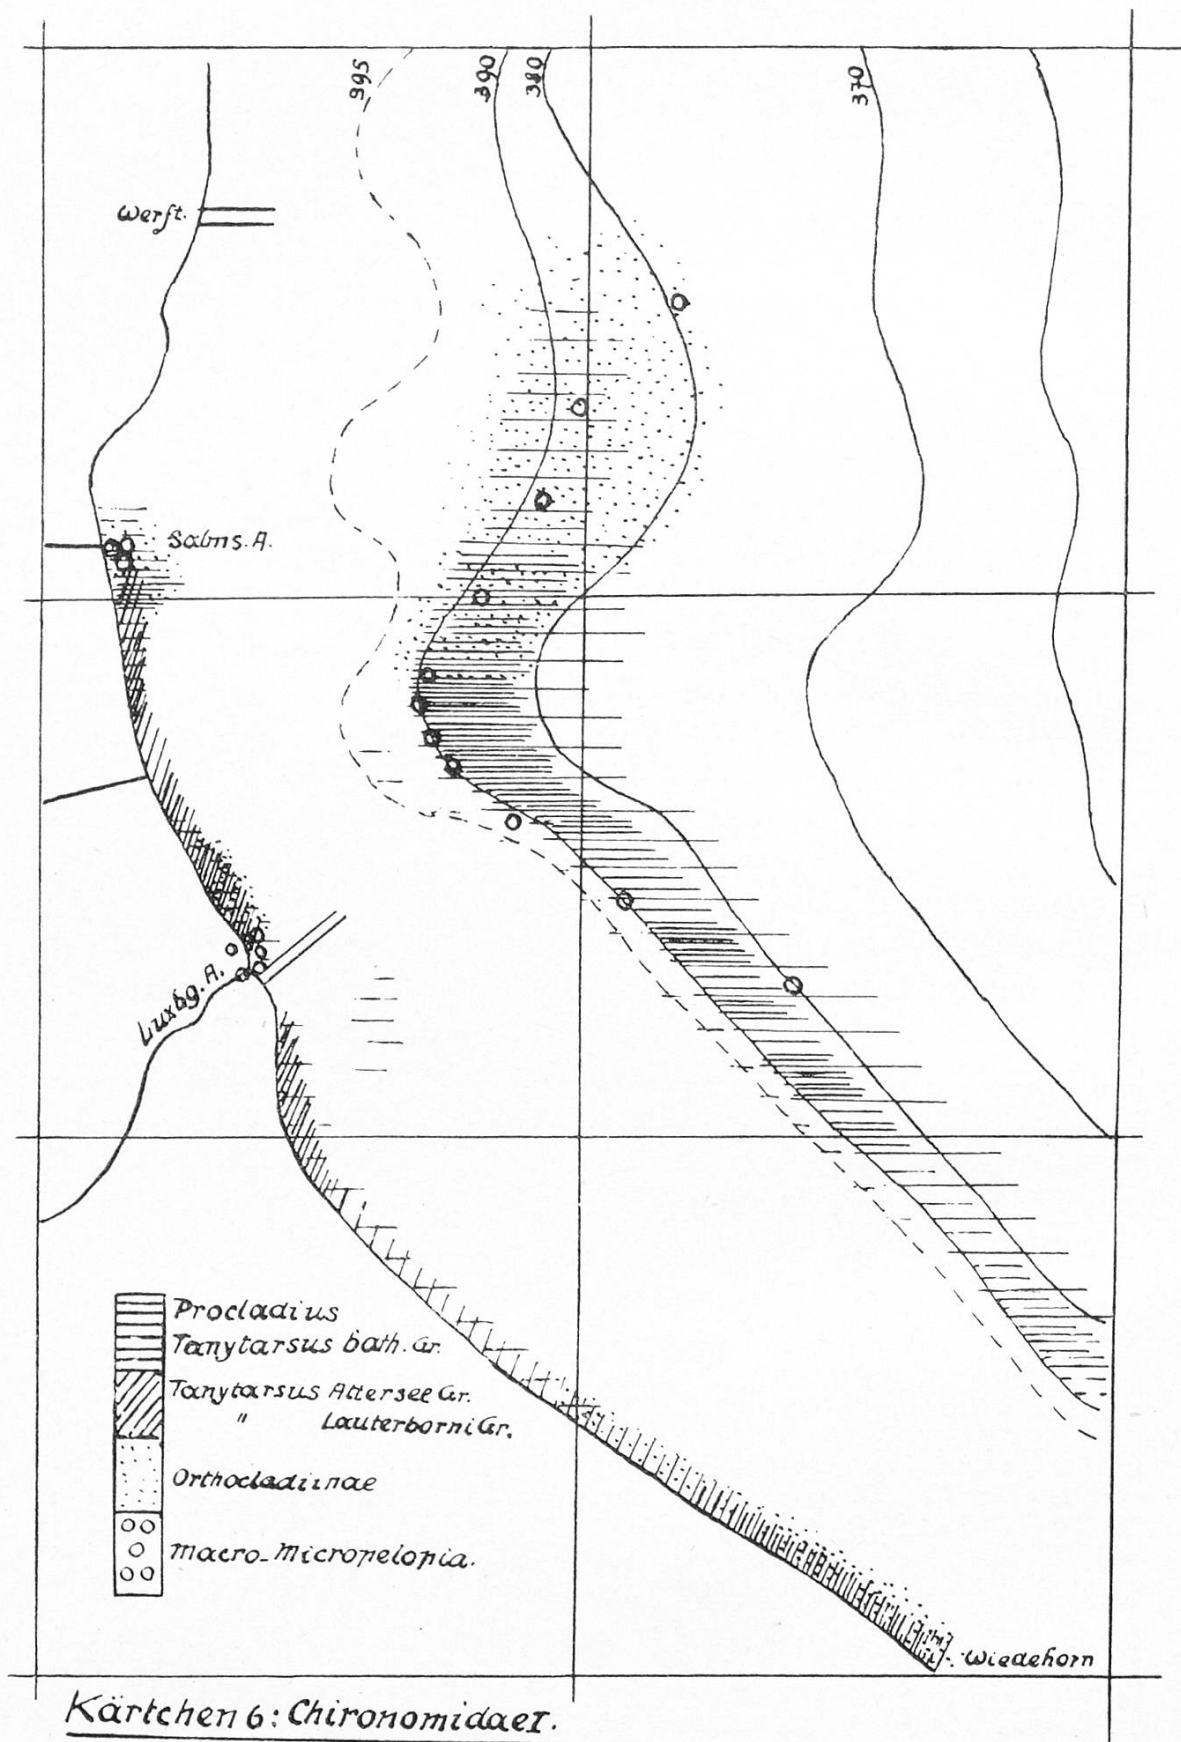 395
390
380
370
Werft.
Salms. A.
Luxbg. A.
Procladius
Tanytarsus bath. Gr.
Tanytarsus Attersee Gr.
" Lauterborni Gr.
Orthocladiinae
Macro-Micropelopia.
Wiedehorn
Kärtchen 6: Chironomidae I.